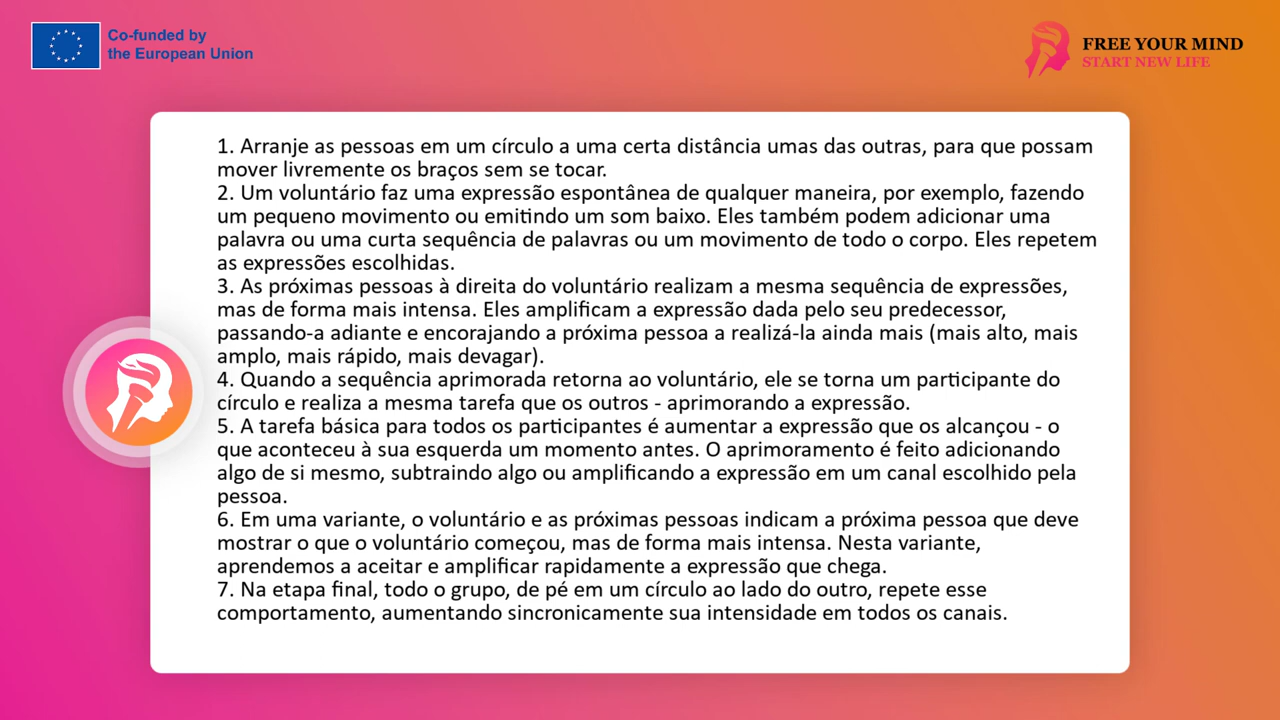 Co-funded by
the European Union
FREE YOUR MIND
START NEW LIFE
1. Arranje as pessoas em um círculo a uma certa distância umas das outras, para que possam
mover livremente os braços sem se tocar.
2. Um voluntário faz uma expressão espontânea de qualquer maneira, por exemplo, fazendo
um pequeno movimento ou emitindo um som baixo. Eles também podem adicionar uma
palavra ou uma curta sequência de palavras ou um movimento de todo o corpo. Eles repetem
as expressões escolhidas.
3. As próximas pessoas à direita do voluntário realizam a mesma sequência de expressões,
mas de forma mais intensa. Eles amplificam a expressão dada pelo seu predecessor,
passando-a adiante e encorajando a próxima pessoa a realizá-la ainda mais (mais alto, mais
amplo, mais rápido, mais devagar).
4. Quando a sequência aprimorada retorna ao voluntário, ele se torna um participante do
círculo e realiza a mesma tarefa que os outros - aprimorando a expressão.
5. A tarefa básica para todos os participantes é aumentar a expressão que os alcançou - o
que aconteceu à sua esquerda um momento antes. O aprimoramento é feito adicionando
algo de si mesmo, subtraindo algo ou amplificando a expressão em um canal escolhido pela
pessoa.
6. Em uma variante, o voluntário e as próximas pessoas indicam a próxima pessoa que deve
mostrar o que o voluntário começou, mas de forma mais intensa. Nesta variante,
aprendemos a aceitar e amplificar rapidamente a expressão que chega.
7. Na etapa final, todo o grupo, de pé em um círculo ao lado do outro, repete esse
comportamento, aumentando sincronicamente sua intensidade em todos os canais.